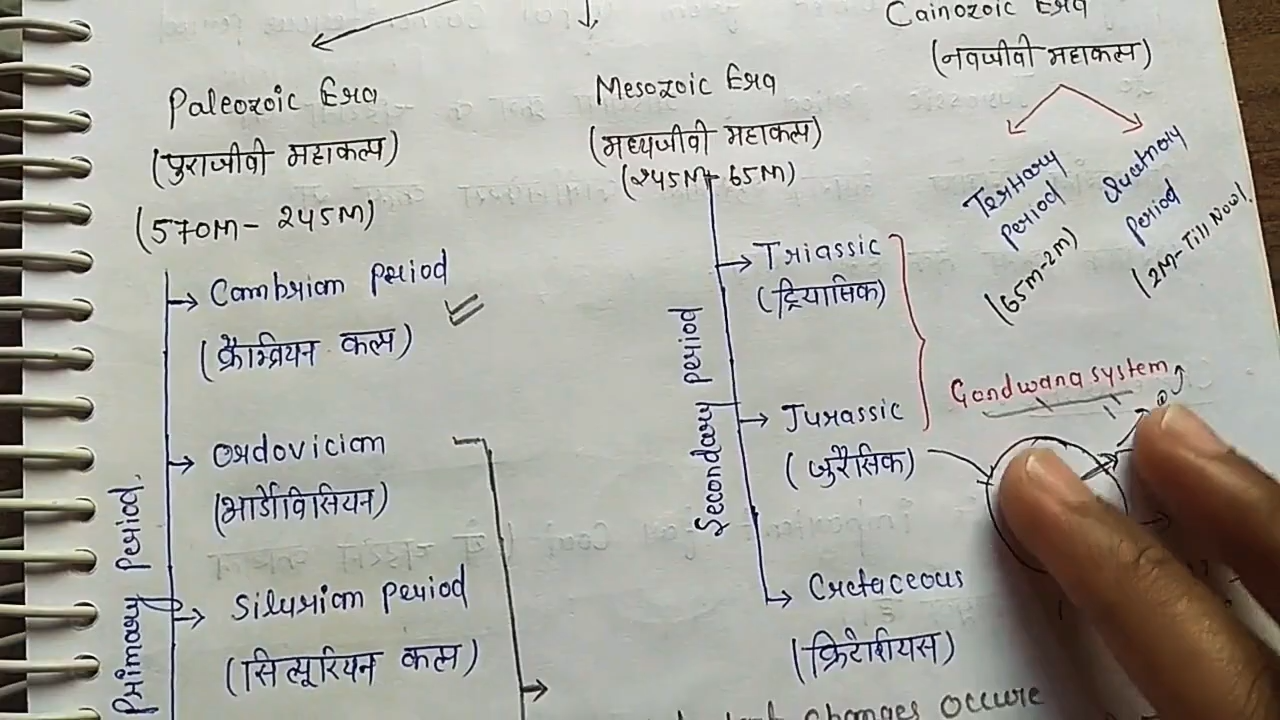 Paleozoic Era
(पुराजीवी महाकल्प)
(570M- 245M)
Cambrian period
(कैम्ब्रियन कल्प)
Ordovician
(आर्डोविसियन)
Silurian period
(सिल्यूरियन कल्प)
Primary period.
Mesozoic Era
(मध्यजीवी महाकल्प)
(245M- 65M)
Triassic
(ट्रियासिक)
Jurassic
(जुरैसिक)
Cretaceous
(क्रिटैशियस)
Secondary period
Cainozoic Era
(नवजीवी महाकल्प)
Tertiary
period
(65M-2M)
Quaternary
period
(2M- Till Now)
Gondwana system
changes occure